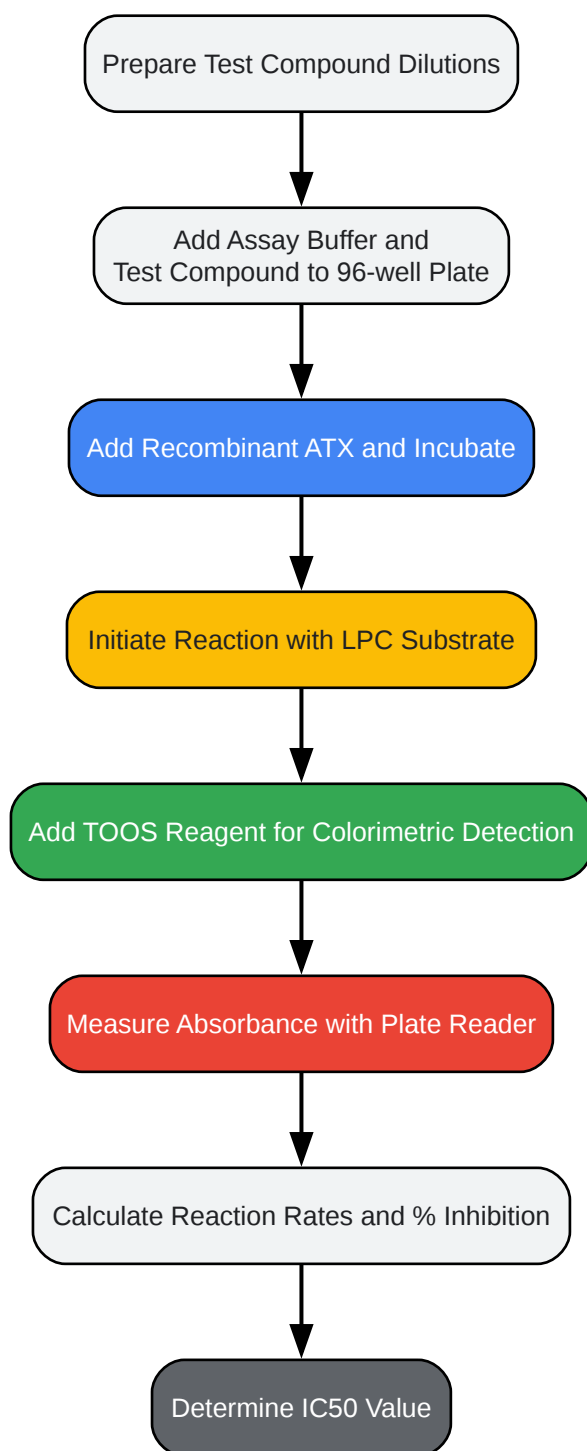 Prepare Test Compound Dilutions
Add Assay Buffer and
Test Compound to 96-well Plate
Add Recombinant ATX and Incubate
Initiate Reaction with LPC Substrate
Add TOOS Reagent for Colorimetric Detection
Measure Absorbance with Plate Reader
Calculate Reaction Rates and % Inhibition
Determine IC50 Value